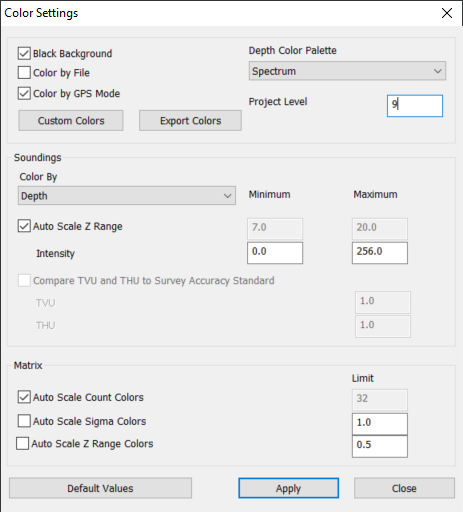 Color Settings
Black Background
Depth Color Palette
Color by File
Spectrum
Color by GPS Mode
Project Level
9
Custom Colors
Export Colors
Soundings
Color By
Minimum
Maximum
Depth
Auto Scale Z Range
7.0
20.0
Intensity
0.0
256.0
Compare TVU and THU to Survey Accuracy Standard
TVU
1.0
THU
1.0
Matrix
Limit
Auto Scale Count Colors
32
Auto Scale Sigma Colors
1.0
Auto Scale Z Range Colors
0.5
Default Values
Apply
Close